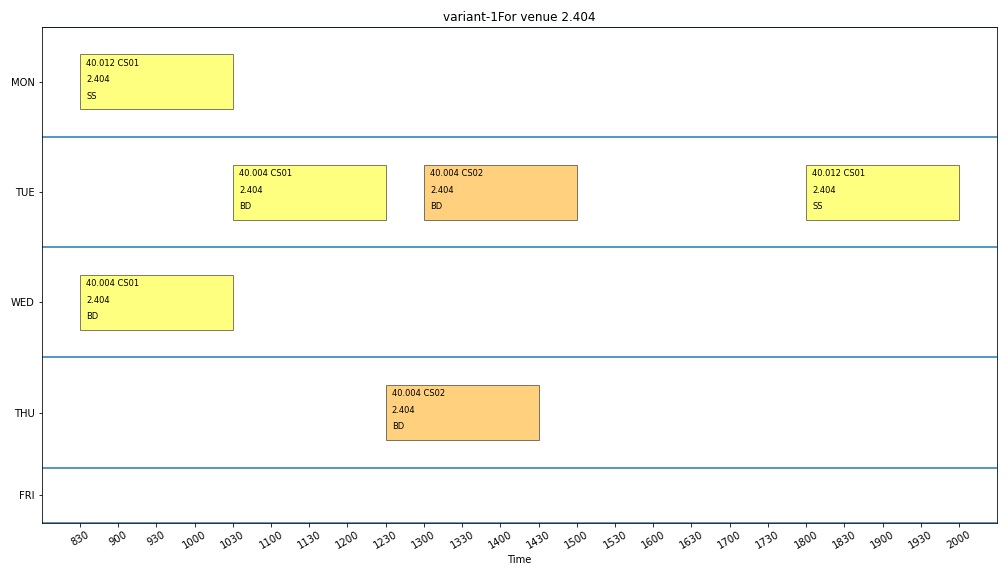 variant-1For venue 2.404
MON
40.012 CS01
2.404
SS
TUE
40.004 CS01
2.404
BD
40.004 CS02
2.404
BD
40.012 CS01
2.404
SS
WED
40.004 CS01
2.404
BD
THU
40.004 CS02
2.404
BD
FRI
830 900 930 1000 1030 1100 1130 1200 1230 1300 1330 1400 1430 1500 1530 1600 1630 1700 1730 1800 1830 1900 1930 2000
Time